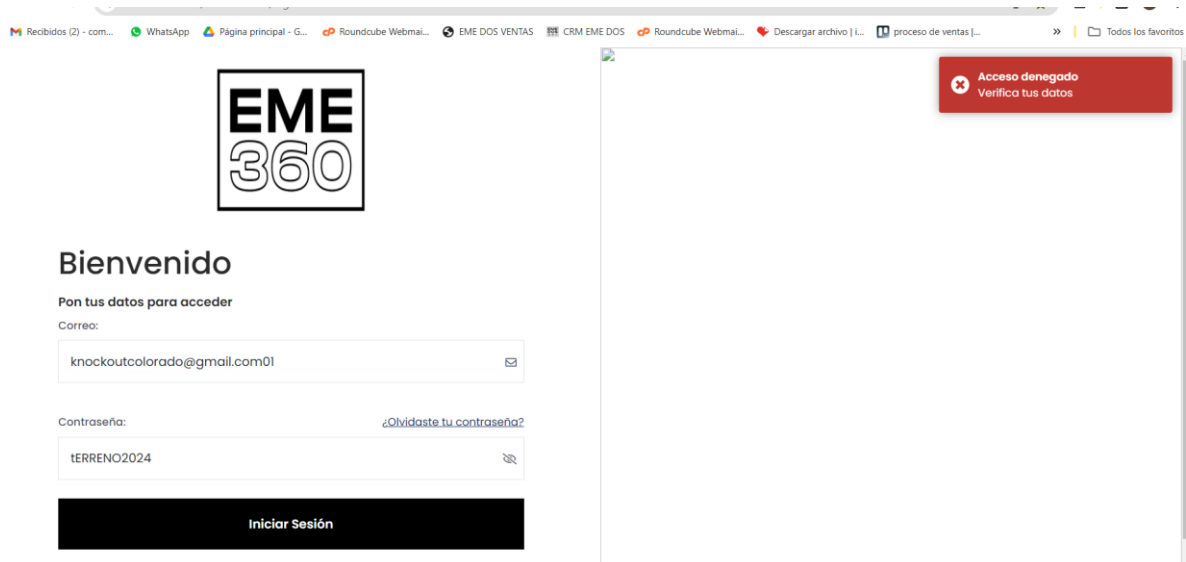 Recibidos (2) - com... WhatsApp Página principal - G... Roundcube Webmai... EME DOS VENTAS CRM EME DOS Roundcube Webmai... Descargar archivo | i... proceso de ventas |... » Todos los favoritos
EME
360
Acceso denegado
Verifica tus datos
Bienvenido
Pon tus datos para acceder
Correo:
knockoutcolorado@gmail.com01
Contraseña: ¿Olvidaste tu contraseña?
tERRENO2024
Iniciar Sesión